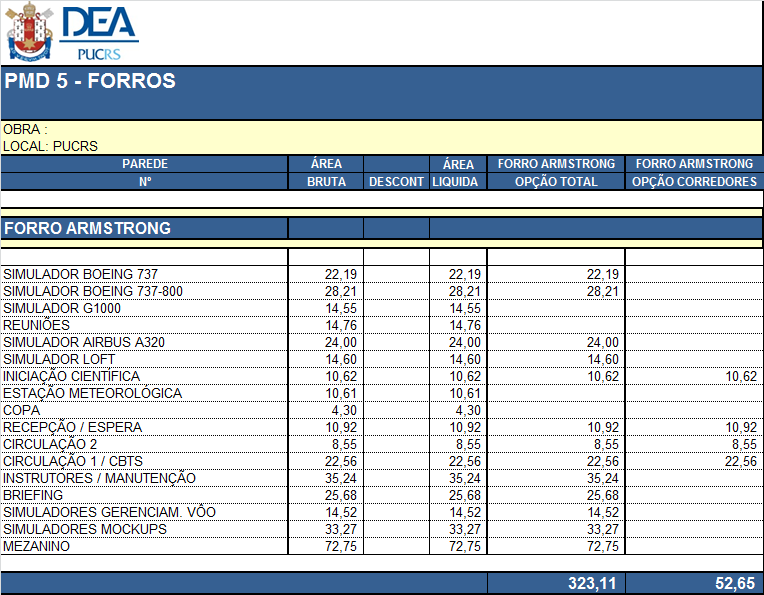 DEA
PUCRS
PMD 5 - FORROS
OBRA :
LOCAL: PUCRS
PAREDE ÁREA ÁREA FORRO ARMSTRONG FORRO ARMSTRONG
Nº BRUTA DESCONT LIQUIDA OPÇÃO TOTAL OPÇÃO CORREDORES
FORRO ARMSTRONG
SIMULADOR BOEING 737 22,19 22,19 22,19
SIMULADOR BOEING 737-800 28,21 28,21 28,21
SIMULADOR G1000 14,55 14,55
REUNIÕES 14,76 14,76
SIMULADOR AIRBUS A320 24,00 24,00 24,00
SIMULADOR LOFT 14,60 14,60 14,60
INICIAÇÃO CIENTÍFICA 10,62 10,62 10,62 10,62
ESTAÇÃO METEOROLÓGICA 10,61 10,61
COPA 4,30 4,30
RECEPÇÃO / ESPERA 10,92 10,92 10,92 10,92
CIRCULAÇÃO 2 8,55 8,55 8,55 8,55
CIRCULAÇÃO 1 / CBTS 22,56 22,56 22,56 22,56
INSTRUTORES / MANUTENÇÃO 35,24 35,24 35,24
BRIEFING 25,68 25,68 25,68
SIMULADORES GERENCIAM. VÔO 14,52 14,52 14,52
SIMULADORES MOCKUPS 33,27 33,27 33,27
MEZANINO 72,75 72,75 72,75
323,11 52,65